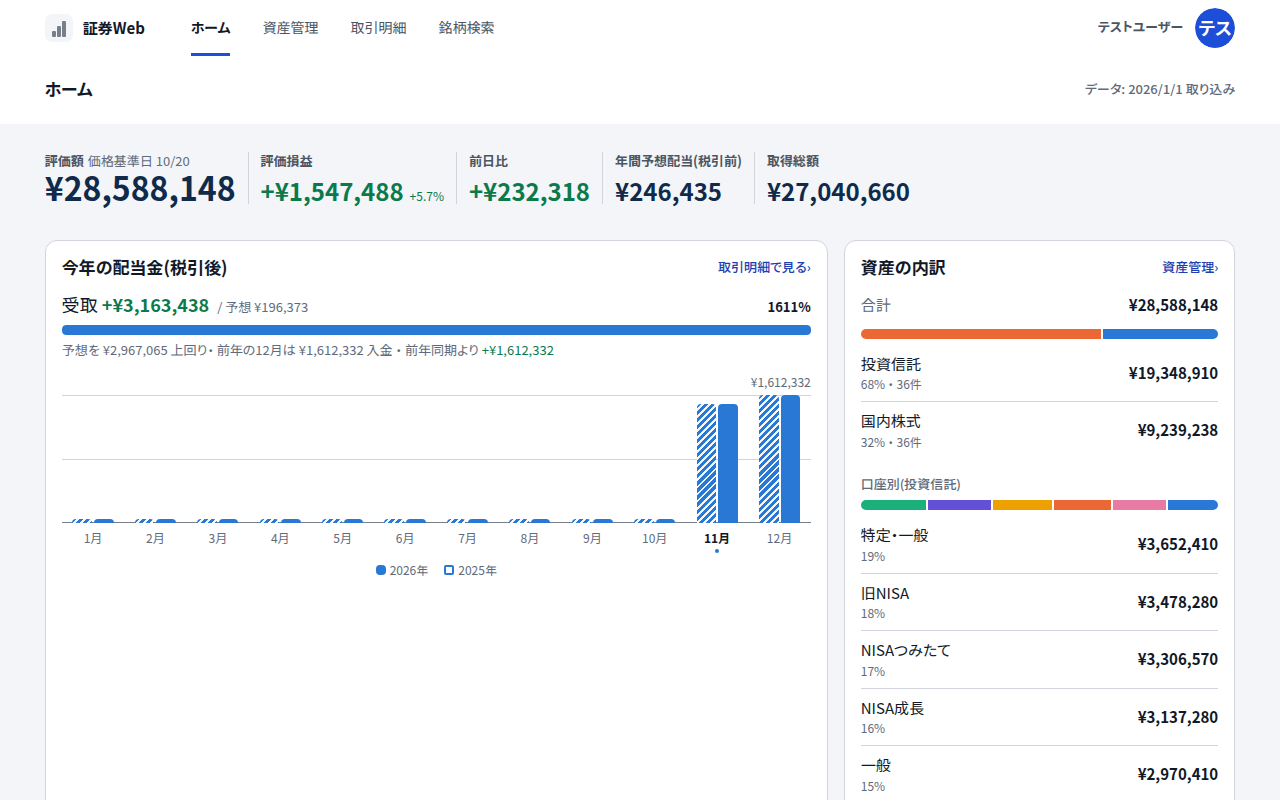 証券Web
ホーム 資産管理 取引明細 銘柄検索
テストユーザー テス
ホーム
データ: 2026/1/1 取り込み
評価額 価格基準日 10/20
¥28,588,148
評価損益
+¥1,547,488 +5.7%
前日比
+¥232,318
年間予想配当(税引前)
¥246,435
取得総額
¥27,040,660
今年の配当金(税引後)
取引明細で見る›
受取 +¥3,163,438 / 予想 ¥196,373
1611%
予想を ¥2,967,065 上回り・前年の12月は ¥1,612,332 入金・前年同期より +¥1,612,332
¥1,612,332
1月 2月 3月 4月 5月 6月 7月 8月 9月 10月 11月 12月
2026年 2025年
資産の内訳
資産管理›
合計 ¥28,588,148
投資信託
68%・36件
¥19,348,910
国内株式
32%・36件
¥9,239,238
口座別(投資信託)
特定・一般
19%
¥3,652,410
旧NISA
18%
¥3,478,280
NISAつみたて
17%
¥3,306,570
NISA成長
16%
¥3,137,280
一般
15%
¥2,970,410